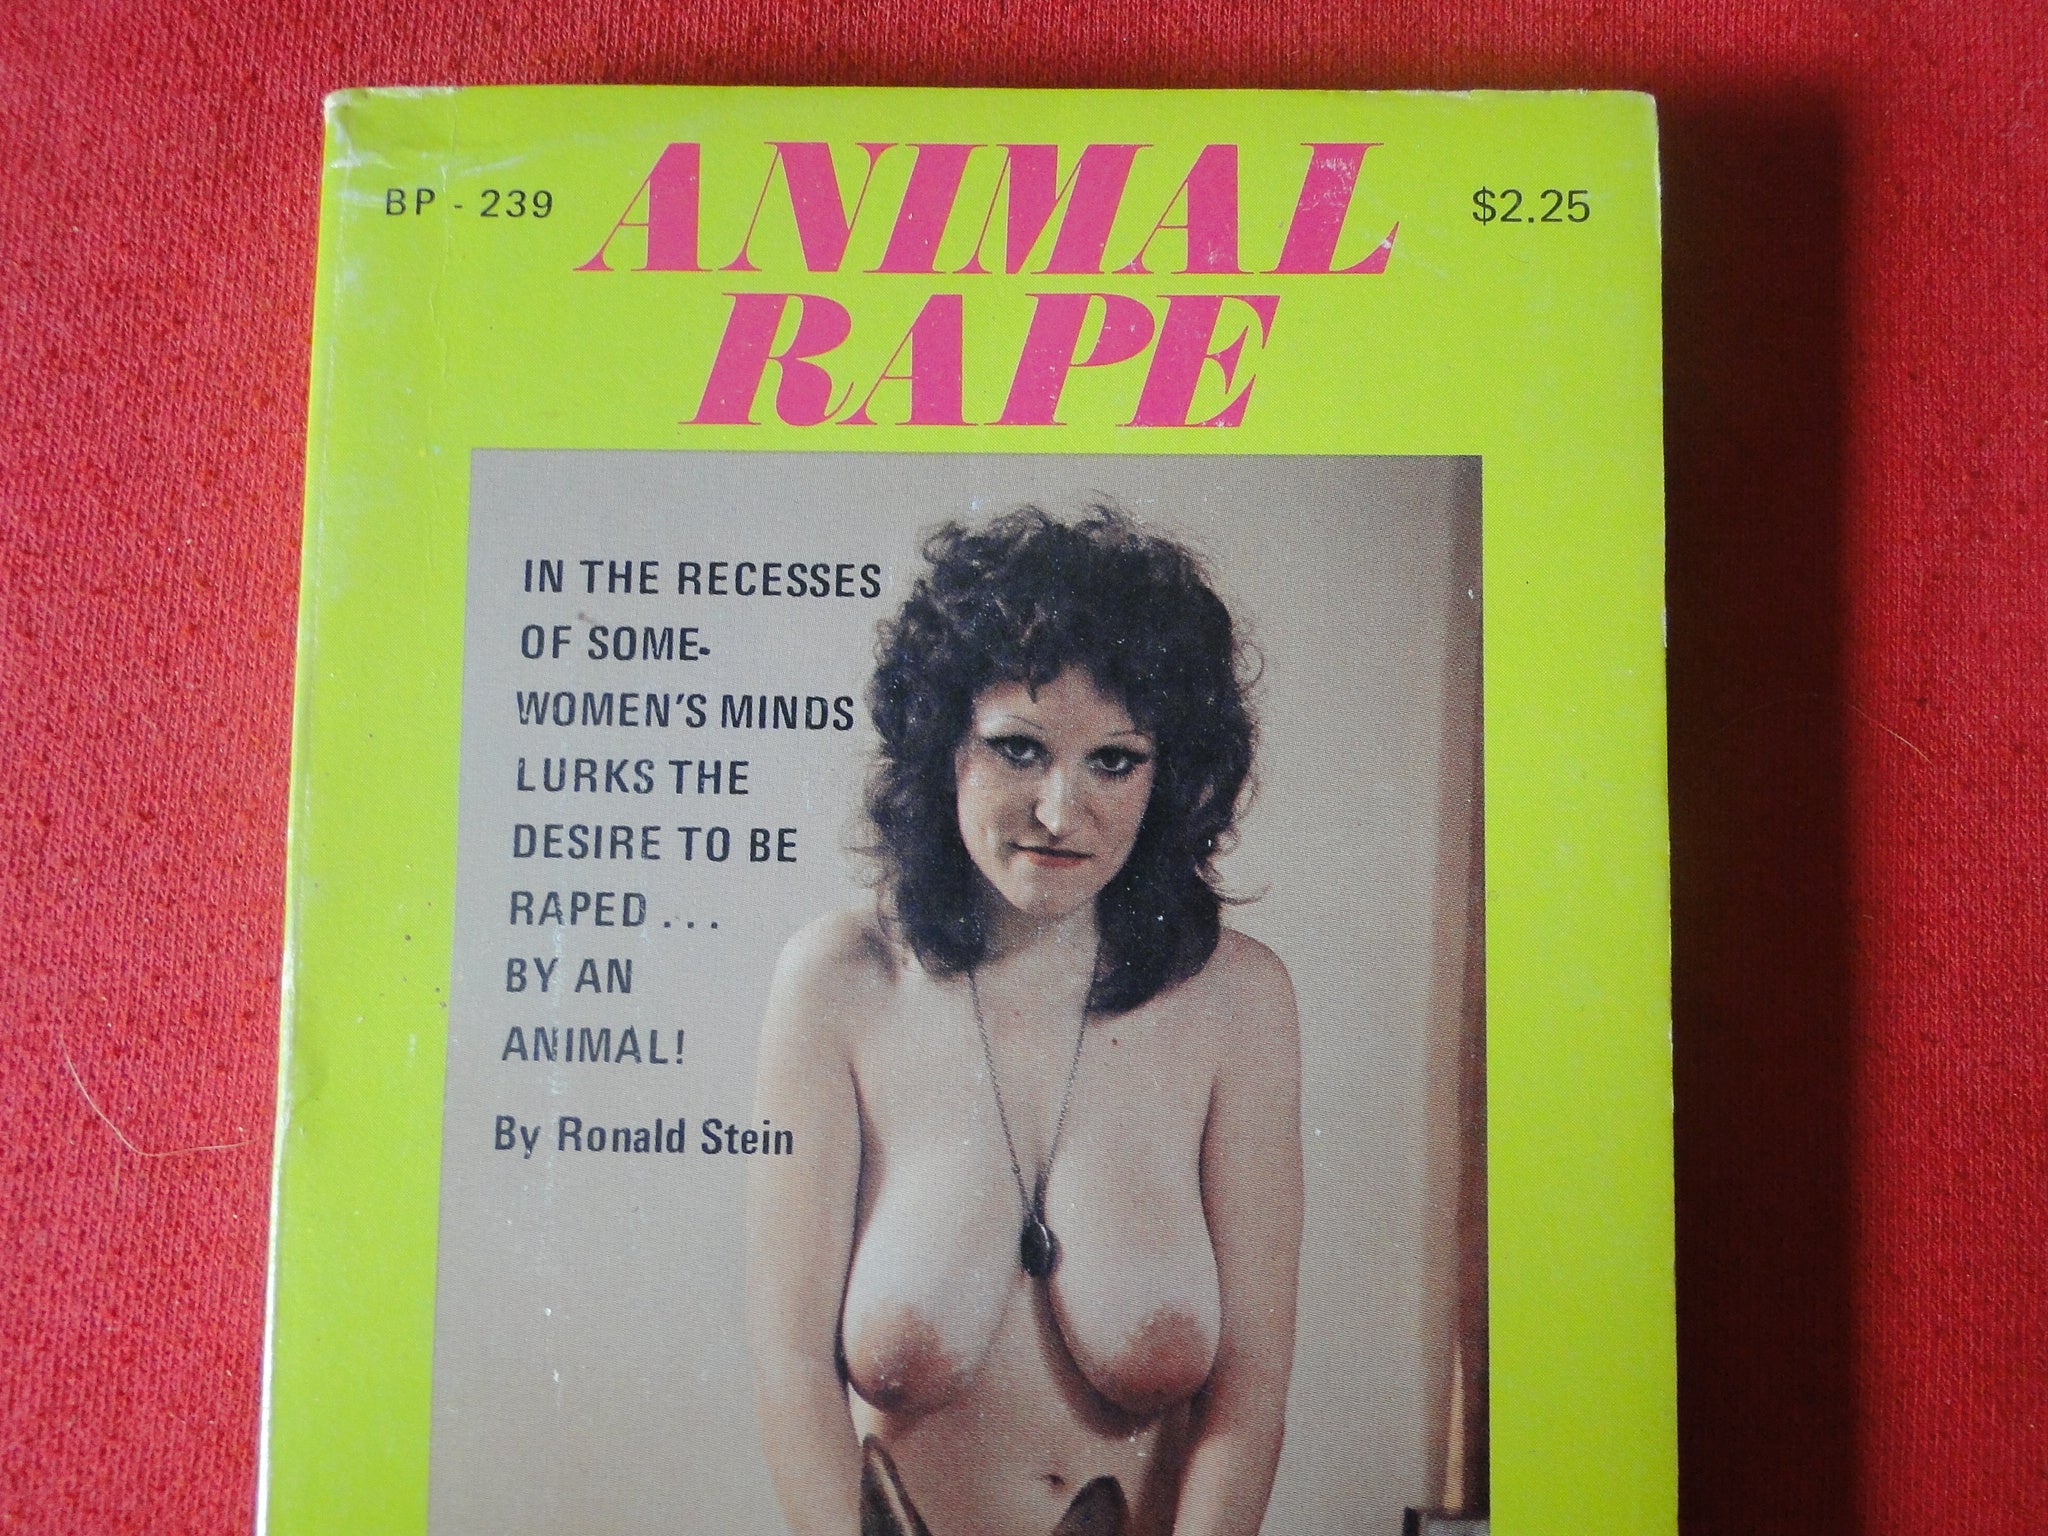 BP - 239
ANIMAL
$2.25
RAPE
IN THE RECESSES
OF SOME-
WOMEN'S MINDS
LURKS THE
DESIRE TO BE
RAPED...
BY AN
ANIMAL!
By Ronald Stein